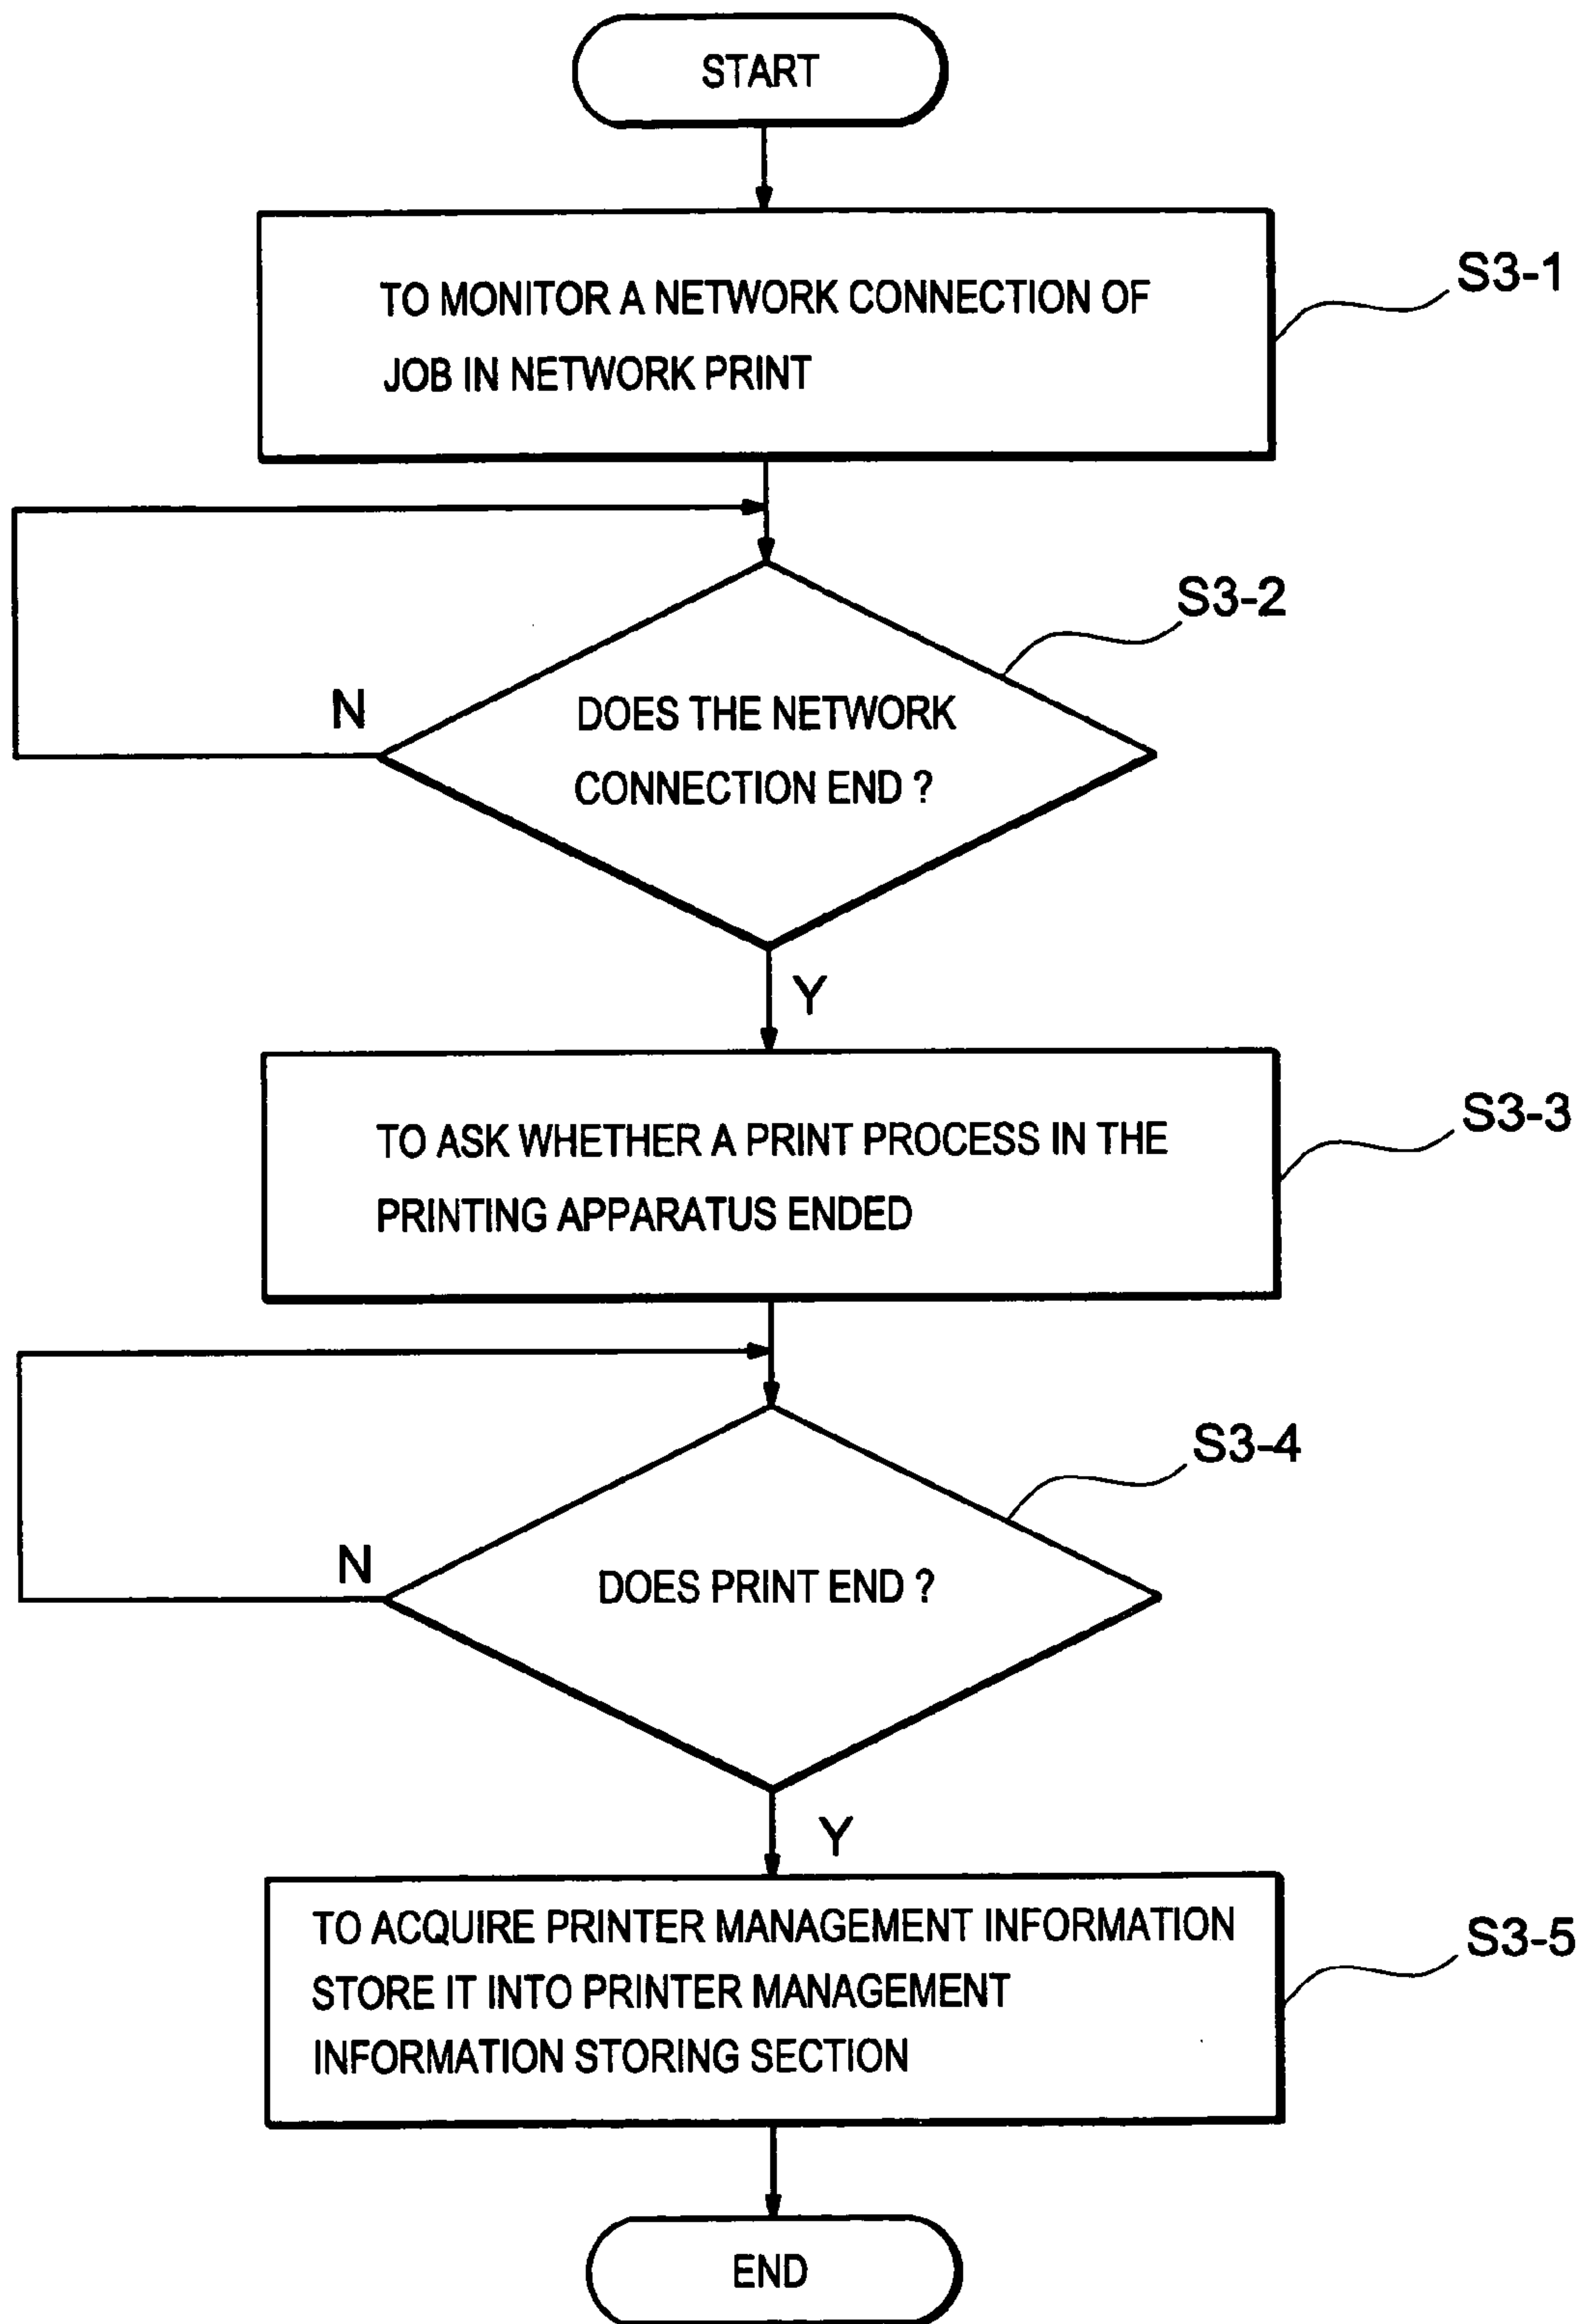 START
TO MONITOR A NETWORK CONNECTION OF
JOB IN NETWORK PRINT
S3-1
S3-2
N
DOES THE NETWORK
CONNECTION END ?
Y
TO ASK WHETHER A PRINT PROCESS IN THE
PRINTING APPARATUS ENDED
S3-3
S3-4
N
DOES PRINT END ?
Y
TO ACQUIRE PRINTER MANAGEMENT INFORMATION
STORE IT INTO PRINTER MANAGEMENT
INFORMATION STORING SECTION
S3-5
END